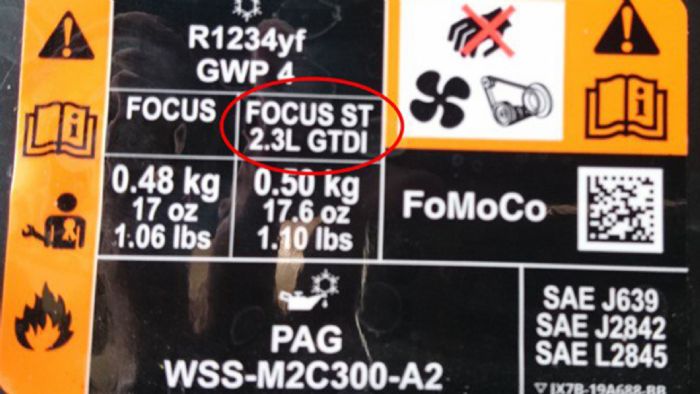 R1234yf
GWP 4
FOCUS
FOCUS ST
2.3L GTDI
0.48 kg
17 oz
1.06 lbs
0.50 kg
17.6 oz
1.10 lbs
FoMoCo
PAG
WSS-M2C300-A2
SAE J639
SAE J2842
SAE L2845